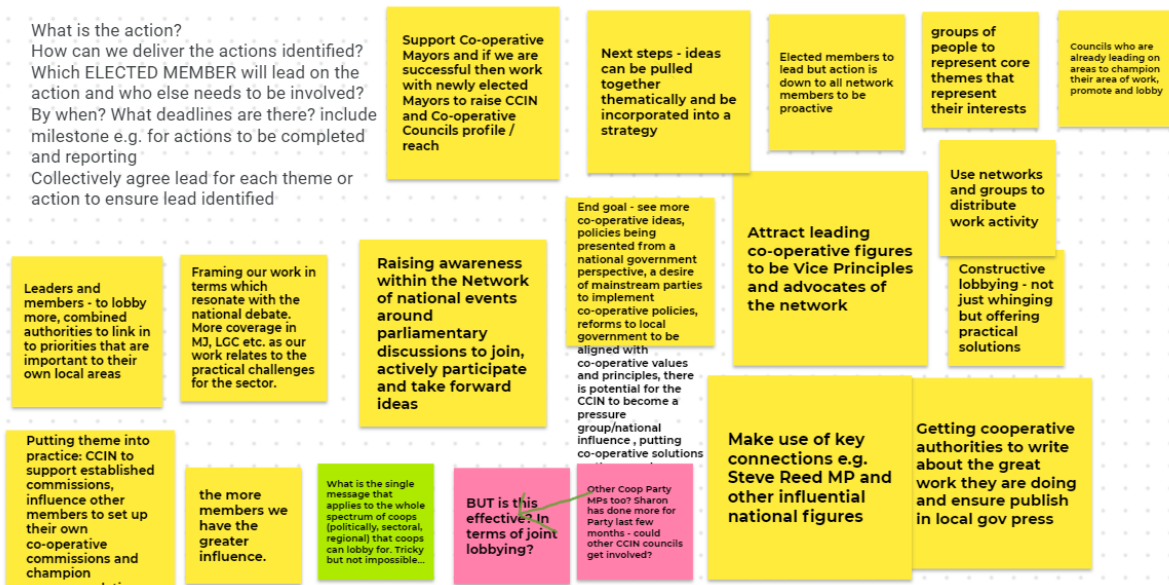 What is the action?
How can we deliver the actions identified?
Which ELECTED MEMBER will lead on the
action and who else needs to be involved?
By when? What deadlines are there? include
milestone e.g. for actions to be completed
and reporting
Collectively agree lead for each theme or
action to ensure lead identified
Support Co-operative
Mayors and if we are
successful then work
with newly elected
Mayors to raise CCIN
and Co-operative
Councils profile /
reach
Next steps - ideas
can be pulled
together
thematically and be
incorporated into a
strategy
Elected members to
lead but action is
down to all network
members to be
proactive
groups of
people to
represent core
themes that
represent
their interests
Councils who are
already leading on
areas to champion
their area of work,
promote and lobby
Use networks
and groups to
distribute
work activity
End goal - see more
co-operative ideas,
policies being
presented from a
national government
perspective, a desire
of mainstream parties
to implement
co-operative policies,
reforms to local
government to be
aligned with
co-operative values
and principles, there
is potential for the
CCIN to become a
pressure
group/national
influence , putting
co-operative solutions
Attract leading
co-operative figures
to be Vice Principles
and advocates of
the network
Constructive
lobbying - not
just whinging
but offering
practical
solutions
Leaders and
members - to lobby
more, combined
authorities to link in
to priorities that are
important to their
own local areas
Framing our work in
terms which
resonate with the
national debate.
More coverage in
MJ, LGC etc. as our
work relates to the
practical challenges
for the sector.
Raising awareness
within the Network
of national events
around
parliamentary
discussions to join,
actively participate
and take forward
ideas
Putting theme into
practice: CCIN to
support established
commissions,
influence other
members to set up
their own
co-operative
commissions and
champion
the more
members we
have the
greater
influence.
What is the single
message that
applies to the whole
spectrum of coops
(politically, sectoral,
regional) that coops
can lobby for. Tricky
but not impossible...
BUT is this
effective? In
terms of joint
lobbying?
Other Coop Party
MPs too? Sharon
has done more for
Party last few
months - could
other CCIN councils
get involved?
Make use of key
connections e.g.
Steve Reed MP and
other influential
national figures
Getting cooperative
authorities to write
about the great
work they are doing
and ensure publish
in local gov press